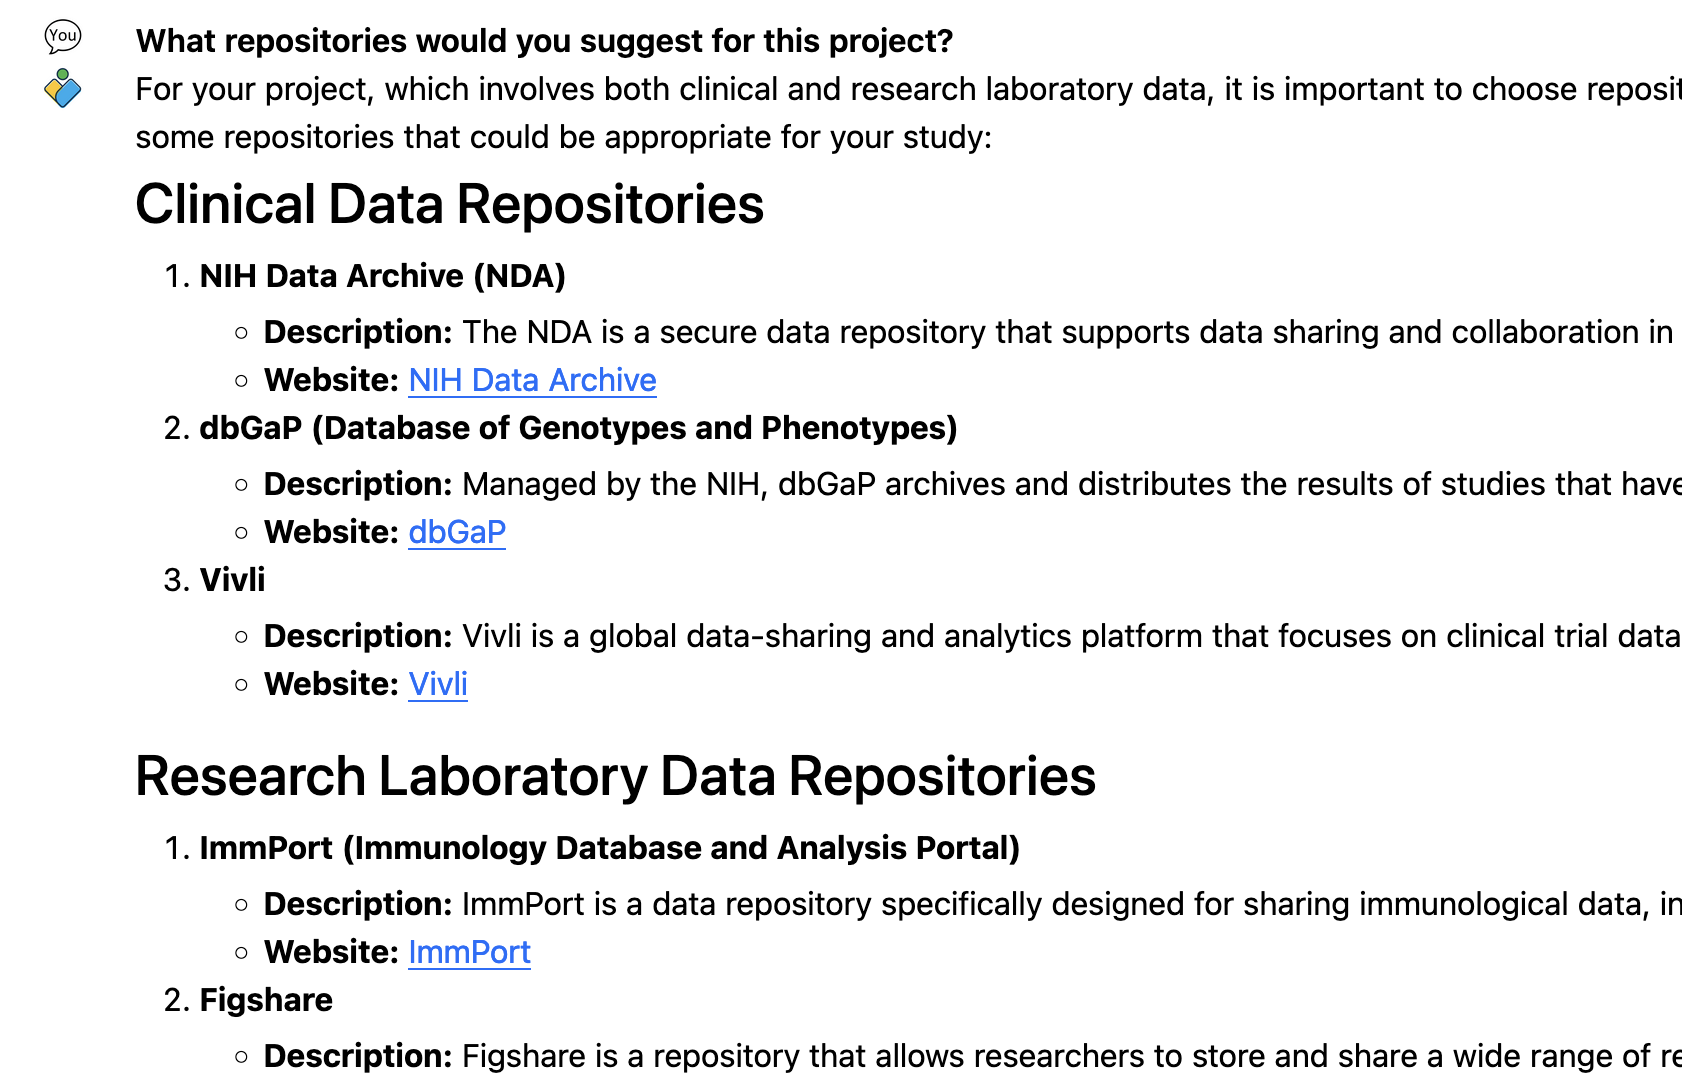 You
What repositories would you suggest for this project?
For your project, which involves both clinical and research laboratory data, it is important to choose reposit
some repositories that could be appropriate for your study:
Clinical Data Repositories
1. NIH Data Archive (NDA)
Description: The NDA is a secure data repository that supports data sharing and collaboration in
Website: NIH Data Archive
2. dbGaP (Database of Genotypes and Phenotypes)
Description: Managed by the NIH, dbGaP archives and distributes the results of studies that have
Website: dbGaP
3. Vivli
Description: Vivli is a global data-sharing and analytics platform that focuses on clinical trial data
Website: Vivli
Research Laboratory Data Repositories
1. ImmPort (Immunology Database and Analysis Portal)
Description: ImmPort is a data repository specifically designed for sharing immunological data, in
Website: ImmPort
2. Figshare
Description: Figshare is a repository that allows researchers to store and share a wide range of re